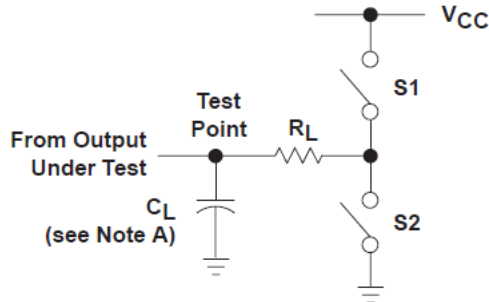 VCC
S1
Test
Point
RL
From Output
Under Test
CL
(see Note A)
S2